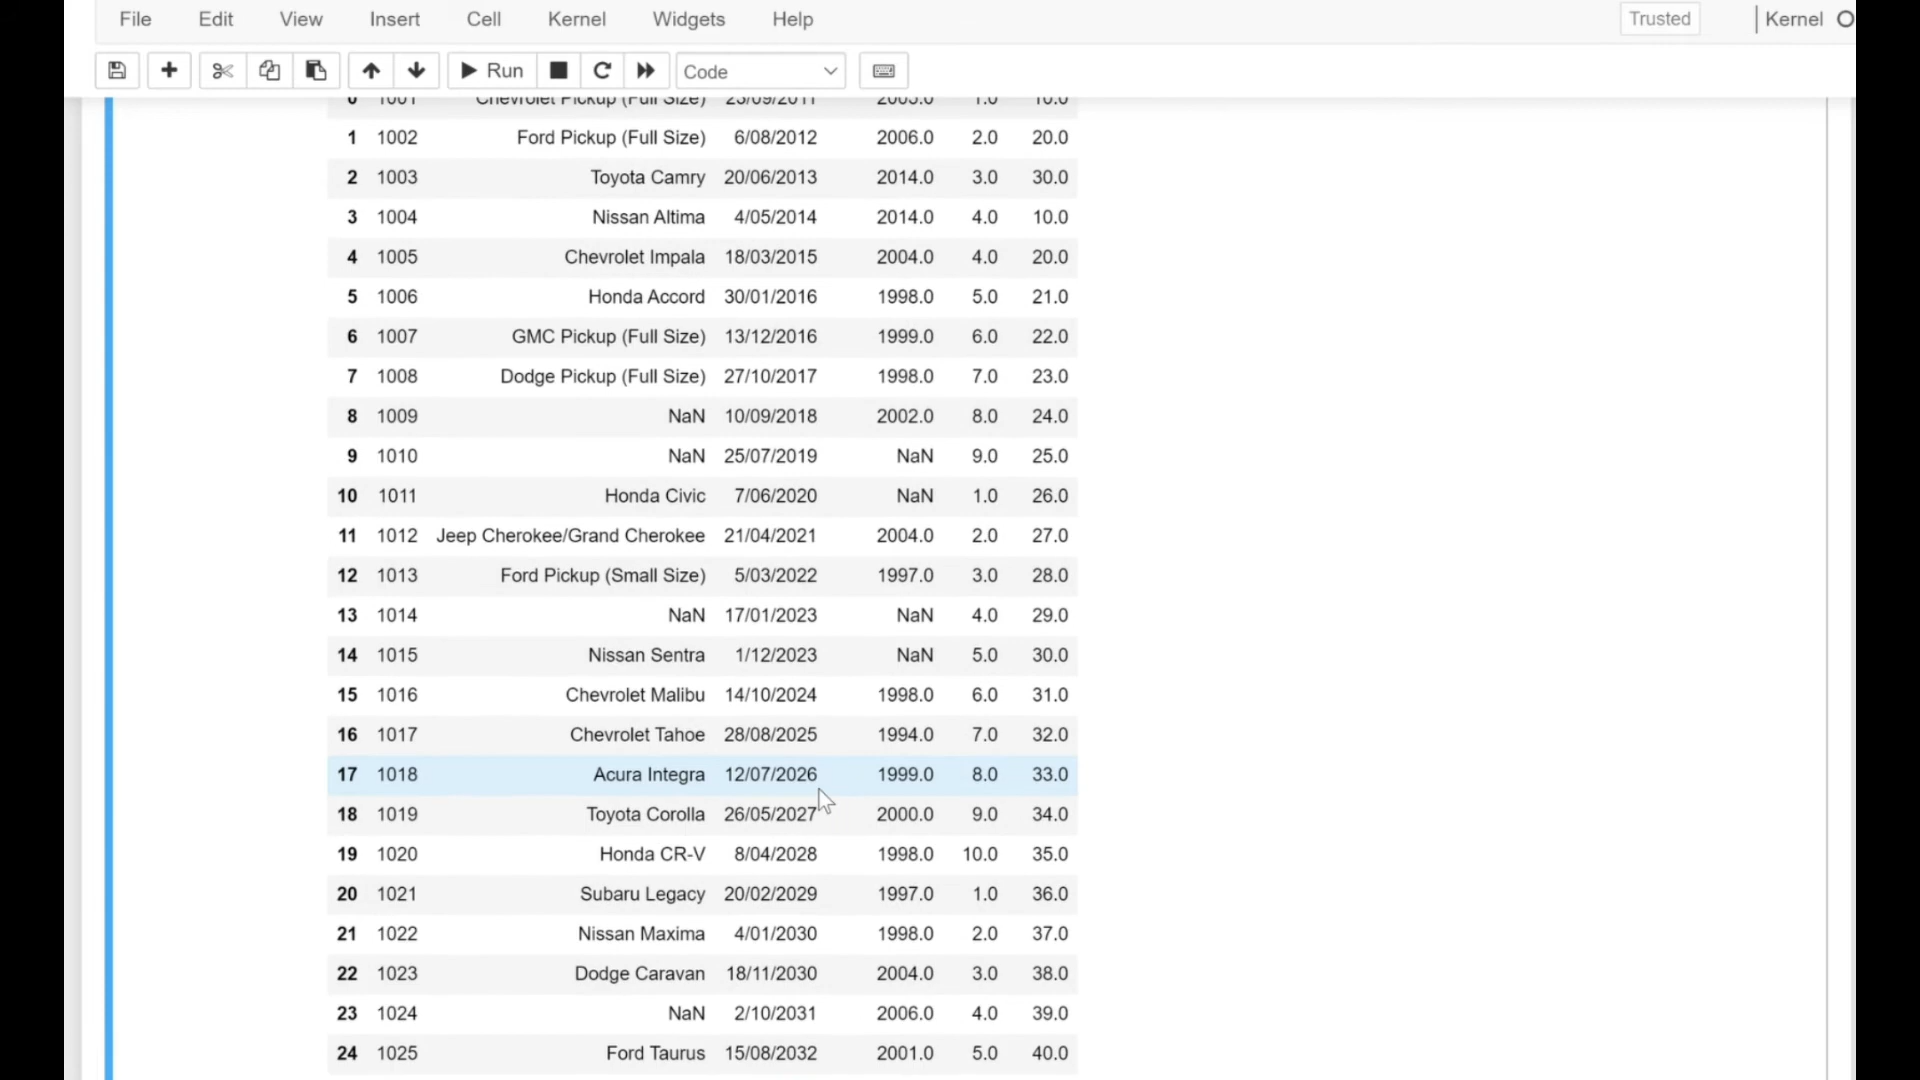 File Edit View Insert Cell Kernel Widgets Help Trusted Kernel
Run Code
0 1001 Chevrolet Pickup (Full Size) 23/09/2011 2005.0 1.0 10.0
1 1002 Ford Pickup (Full Size) 6/08/2012 2006.0 2.0 20.0
2 1003 Toyota Camry 20/06/2013 2014.0 3.0 30.0
3 1004 Nissan Altima 4/05/2014 2014.0 4.0 10.0
4 1005 Chevrolet Impala 18/03/2015 2004.0 4.0 20.0
5 1006 Honda Accord 30/01/2016 1998.0 5.0 21.0
6 1007 GMC Pickup (Full Size) 13/12/2016 1999.0 6.0 22.0
7 1008 Dodge Pickup (Full Size) 27/10/2017 1998.0 7.0 23.0
8 1009 NaN 10/09/2018 2002.0 8.0 24.0
9 1010 NaN 25/07/2019 NaN 9.0 25.0
10 1011 Honda Civic 7/06/2020 NaN 1.0 26.0
11 1012 Jeep Cherokee/Grand Cherokee 21/04/2021 2004.0 2.0 27.0
12 1013 Ford Pickup (Small Size) 5/03/2022 1997.0 3.0 28.0
13 1014 NaN 17/01/2023 NaN 4.0 29.0
14 1015 Nissan Sentra 1/12/2023 NaN 5.0 30.0
15 1016 Chevrolet Malibu 14/10/2024 1998.0 6.0 31.0
16 1017 Chevrolet Tahoe 28/08/2025 1994.0 7.0 32.0
17 1018 Acura Integra 12/07/2026 1999.0 8.0 33.0
18 1019 Toyota Corolla 26/05/2027 2000.0 9.0 34.0
19 1020 Honda CR-V 8/04/2028 1998.0 10.0 35.0
20 1021 Subaru Legacy 20/02/2029 1997.0 1.0 36.0
21 1022 Nissan Maxima 4/01/2030 1998.0 2.0 37.0
22 1023 Dodge Caravan 18/11/2030 2004.0 3.0 38.0
23 1024 NaN 2/10/2031 2006.0 4.0 39.0
24 1025 Ford Taurus 15/08/2032 2001.0 5.0 40.0